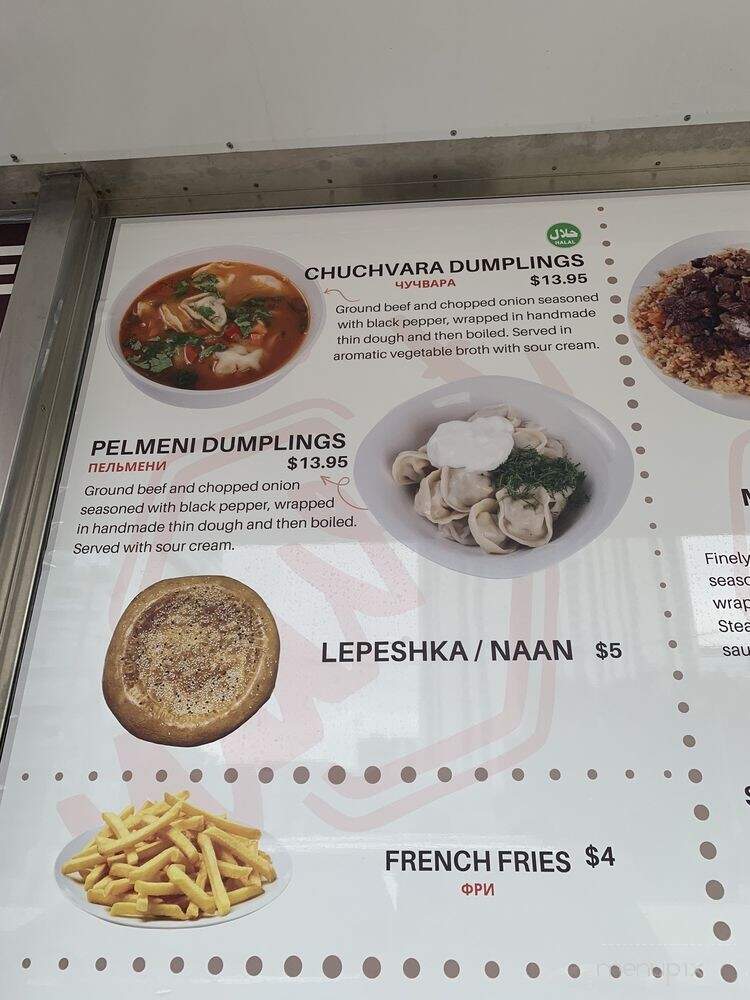 حلال
HALAL
CHUCHVARA DUMPLINGS
ЧУЧВАРА
$13.95
Ground beef and chopped onion seasoned
with black pepper, wrapped in handmade
thin dough and then boiled. Served in
aromatic vegetable broth with sour cream.
PELMENI DUMPLINGS
ПЕЛЬМЕНИ
$13.95
Ground beef and chopped onion
seasoned with black pepper, wrapped
in handmade thin dough and then boiled.
Served with sour cream.
LEPESHKA / NAAN $5
FRENCH FRIES $4
ФРИ
Finely
menupix